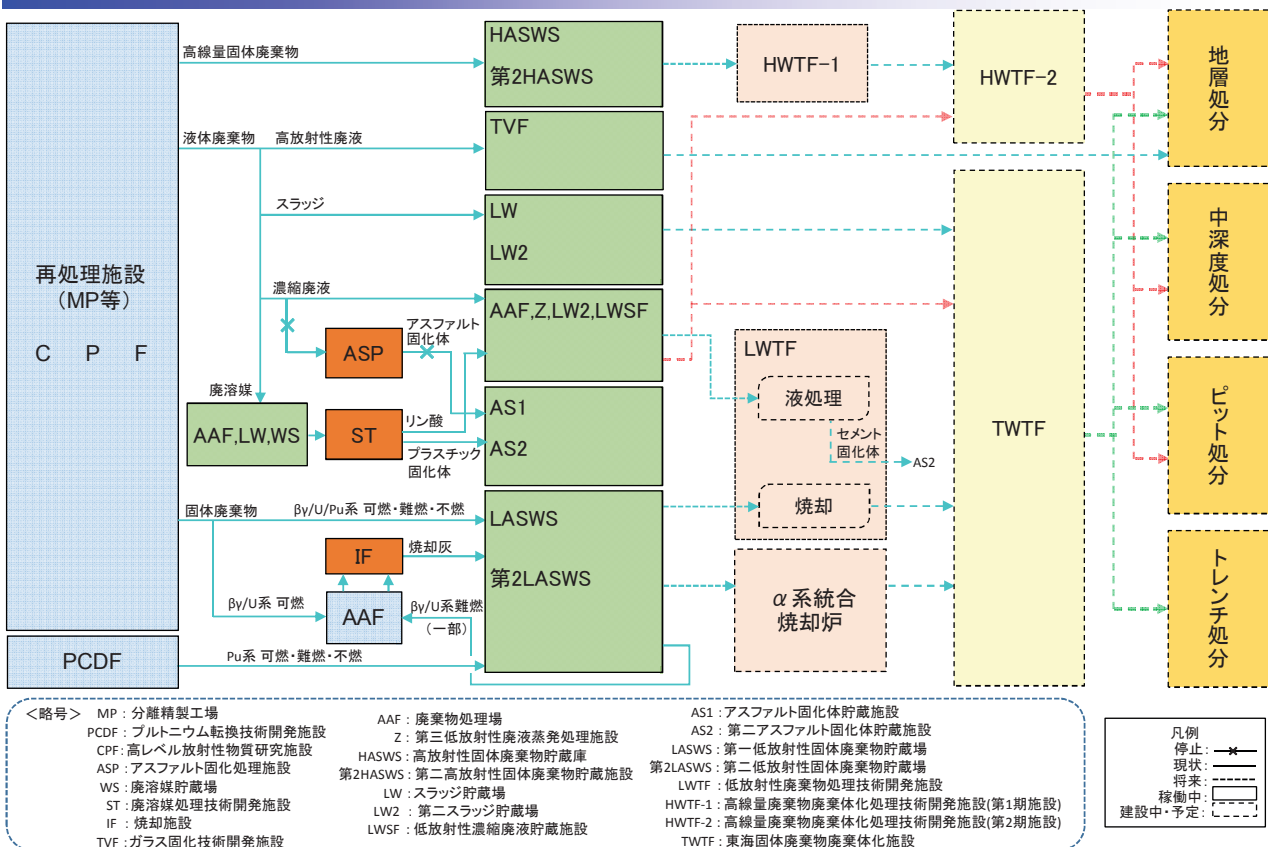 再処理施設
（MP等）
C P F
PCDF
高線量固体廃棄物
液体廃棄物
高放射性廃液
スラッジ
濃縮廃液
アスファルト
固化体
ASP
廃溶媒
AAF,LW,WS
ST
リン酸
プラスチック
固化体
固体廃棄物
βγ/U/Pu系 可燃・難燃・不燃
IF
焼却灰
βγ/U系 可燃
AAF
βγ/U系難燃
（一部）
Pu系 可燃・難燃・不燃
HASWS
第2HASWS
TVF
LW
LW2
AAF,Z,LW2,LWSF
AS1
AS2
LASWS
第2LASWS
HWTF-1
LWTF
液処理
セメント
固化体
AS2
焼却
α系統合
焼却炉
HWTF-2
TWTF
地層処分
中深度処分
ピット処分
トレンチ処分
＜略号＞
MP：分離精製工場
PCDF：プルトニウム転換技術開発施設
CPF：高レベル放射性物質研究施設
ASP：アスファルト固化処理施設
WS：廃溶媒貯蔵場
ST：廃溶媒処理技術開発施設
IF：焼却施設
TVF：ガラス固化技術開発施設
AAF：廃棄物処理場
Z：第三低放射性廃液蒸発処理施設
HASWS：高放射性固体廃棄物貯蔵庫
第2HASWS：第二高放射性固体廃棄物貯蔵施設
LW：スラッジ貯蔵場
LW2：第二スラッジ貯蔵場
LWSF：低放射性濃縮廃液貯蔵施設
AS1：アスファルト固化体貯蔵施設
AS2：第二アスファルト固化体貯蔵施設
LASWS：第一低放射性固体廃棄物貯蔵場
第2LASWS：第二低放射性固体廃棄物貯蔵場
LWTF：低放射性廃棄物処理技術開発施設
HWTF-1：高線量廃棄物廃棄体化処理技術開発施設(第1期施設)
HWTF-2：高線量廃棄物廃棄体化処理技術開発施設(第2期施設)
TWTF：東海固体廃棄物廃棄体化施設
凡例
停止：
現状：
将来：
稼働中：
建設中・予定：